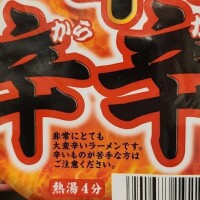 から
辛辛
非常にとても
大変辛いラーメンです。
辛いものが苦手な方は
ご注意ください。
熱湯4分